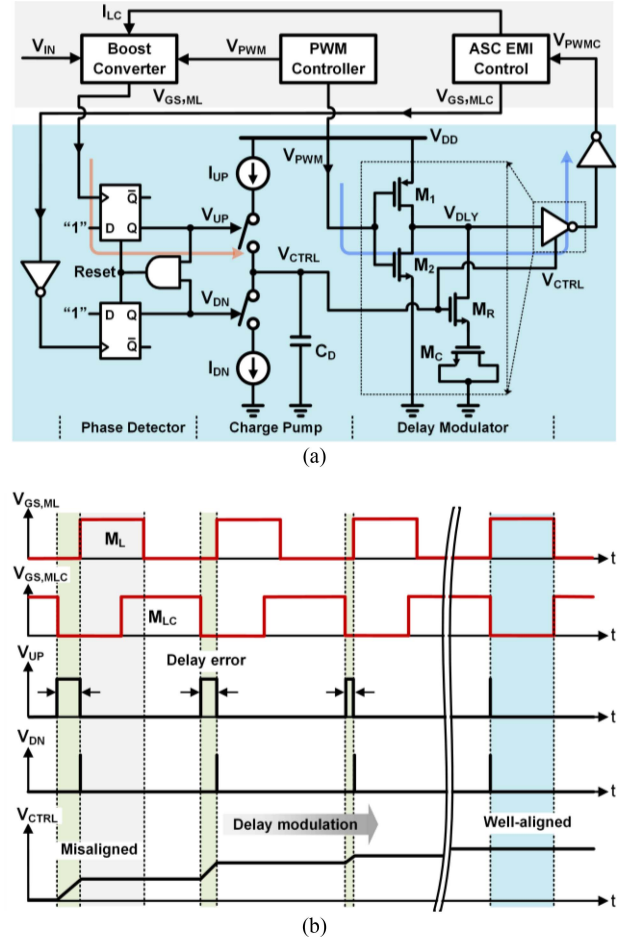 I_LC
V_IN
Boost Converter
V_PWM
PWM Controller
ASC EMI Control
V_PWMC
V_GS,ML
V_GS,MLC
V_PWM
V_DD
I_UP
M_1
Q̅
"1"
D
Q
V_UP
V_DLY
V_CTRL
M_2
Reset
V_CTRL
"1"
D
Q
V_DN
M_R
Q̅
M_C
C_D
I_DN
Phase Detector
Charge Pump
Delay Modulator
(a)
V_GS,ML
M_L
t
V_GS,MLC
M_LC
t
V_UP
Delay error
t
V_DN
t
V_CTRL
Delay modulation
Well-aligned
Misaligned
t
(b)